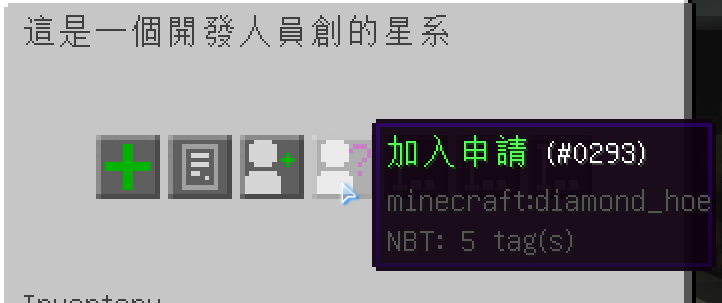 這是一個開發人員創的星系
加入申請 (#0293)
minecraft:diamond_hoe
NBT: 5 tag(s)
Inventory